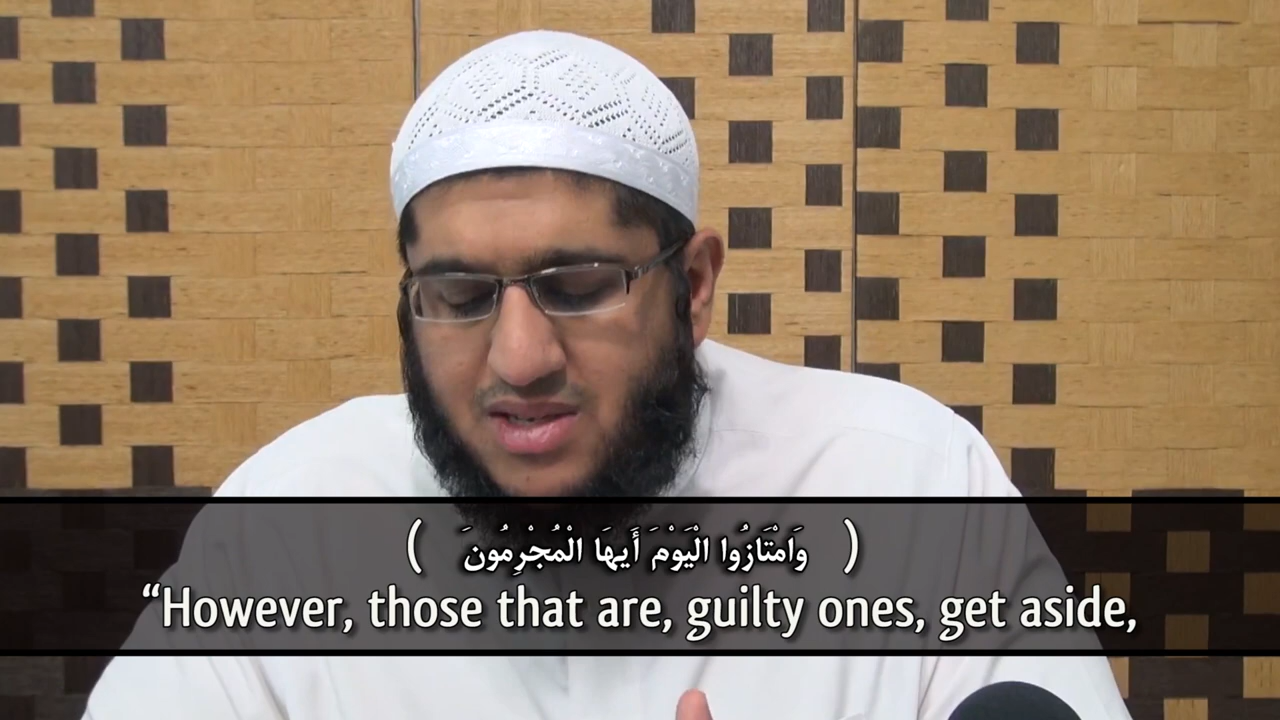 ( وَامْتَازُوا الْيَوْمَ أَيهَا الْمُجْرِمُونَ )
“However, those that are, guilty ones, get aside,